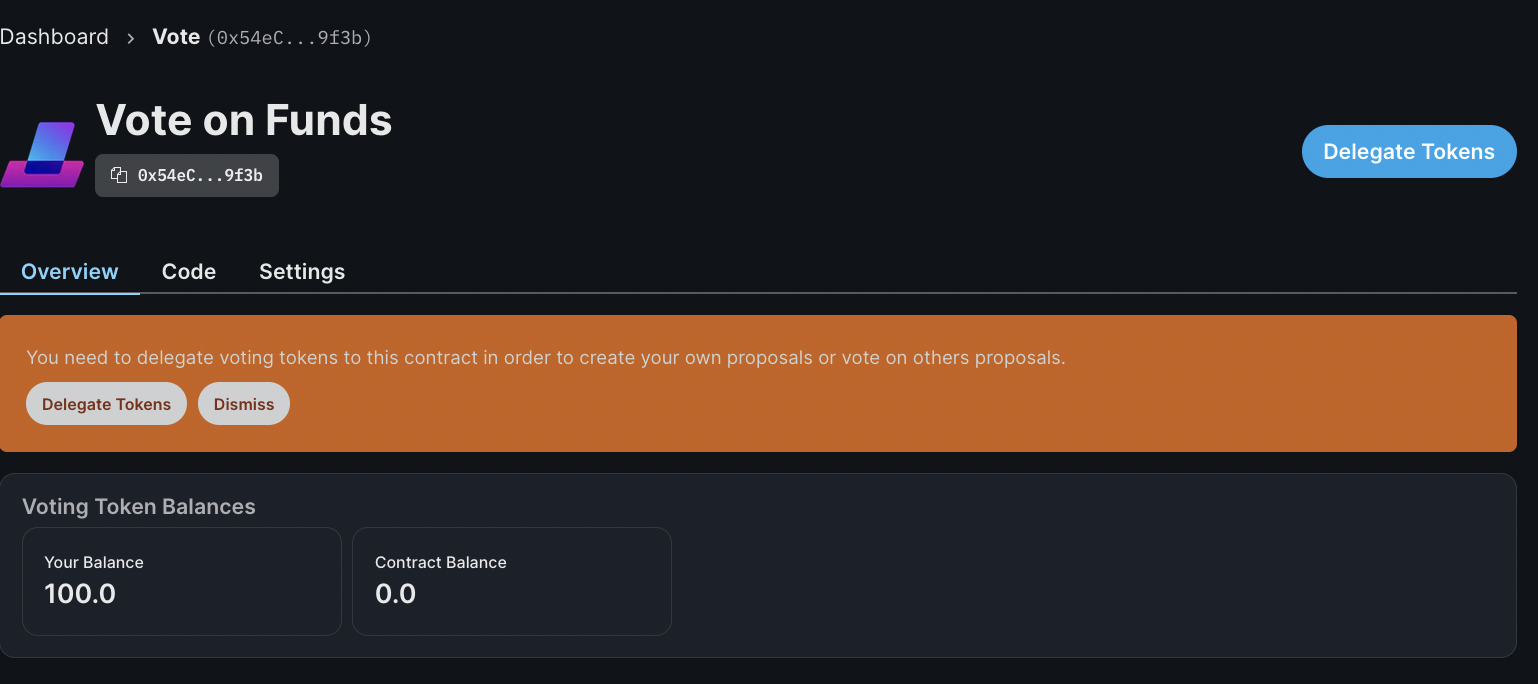 Dashboard › Vote (0x54eC...9f3b)
Vote on Funds
0x54eC...9f3b
Delegate Tokens
Overview Code Settings
You need to delegate voting tokens to this contract in order to create your own proposals or vote on others proposals.
Delegate Tokens Dismiss
Voting Token Balances
Your Balance Contract Balance
100.0 0.0